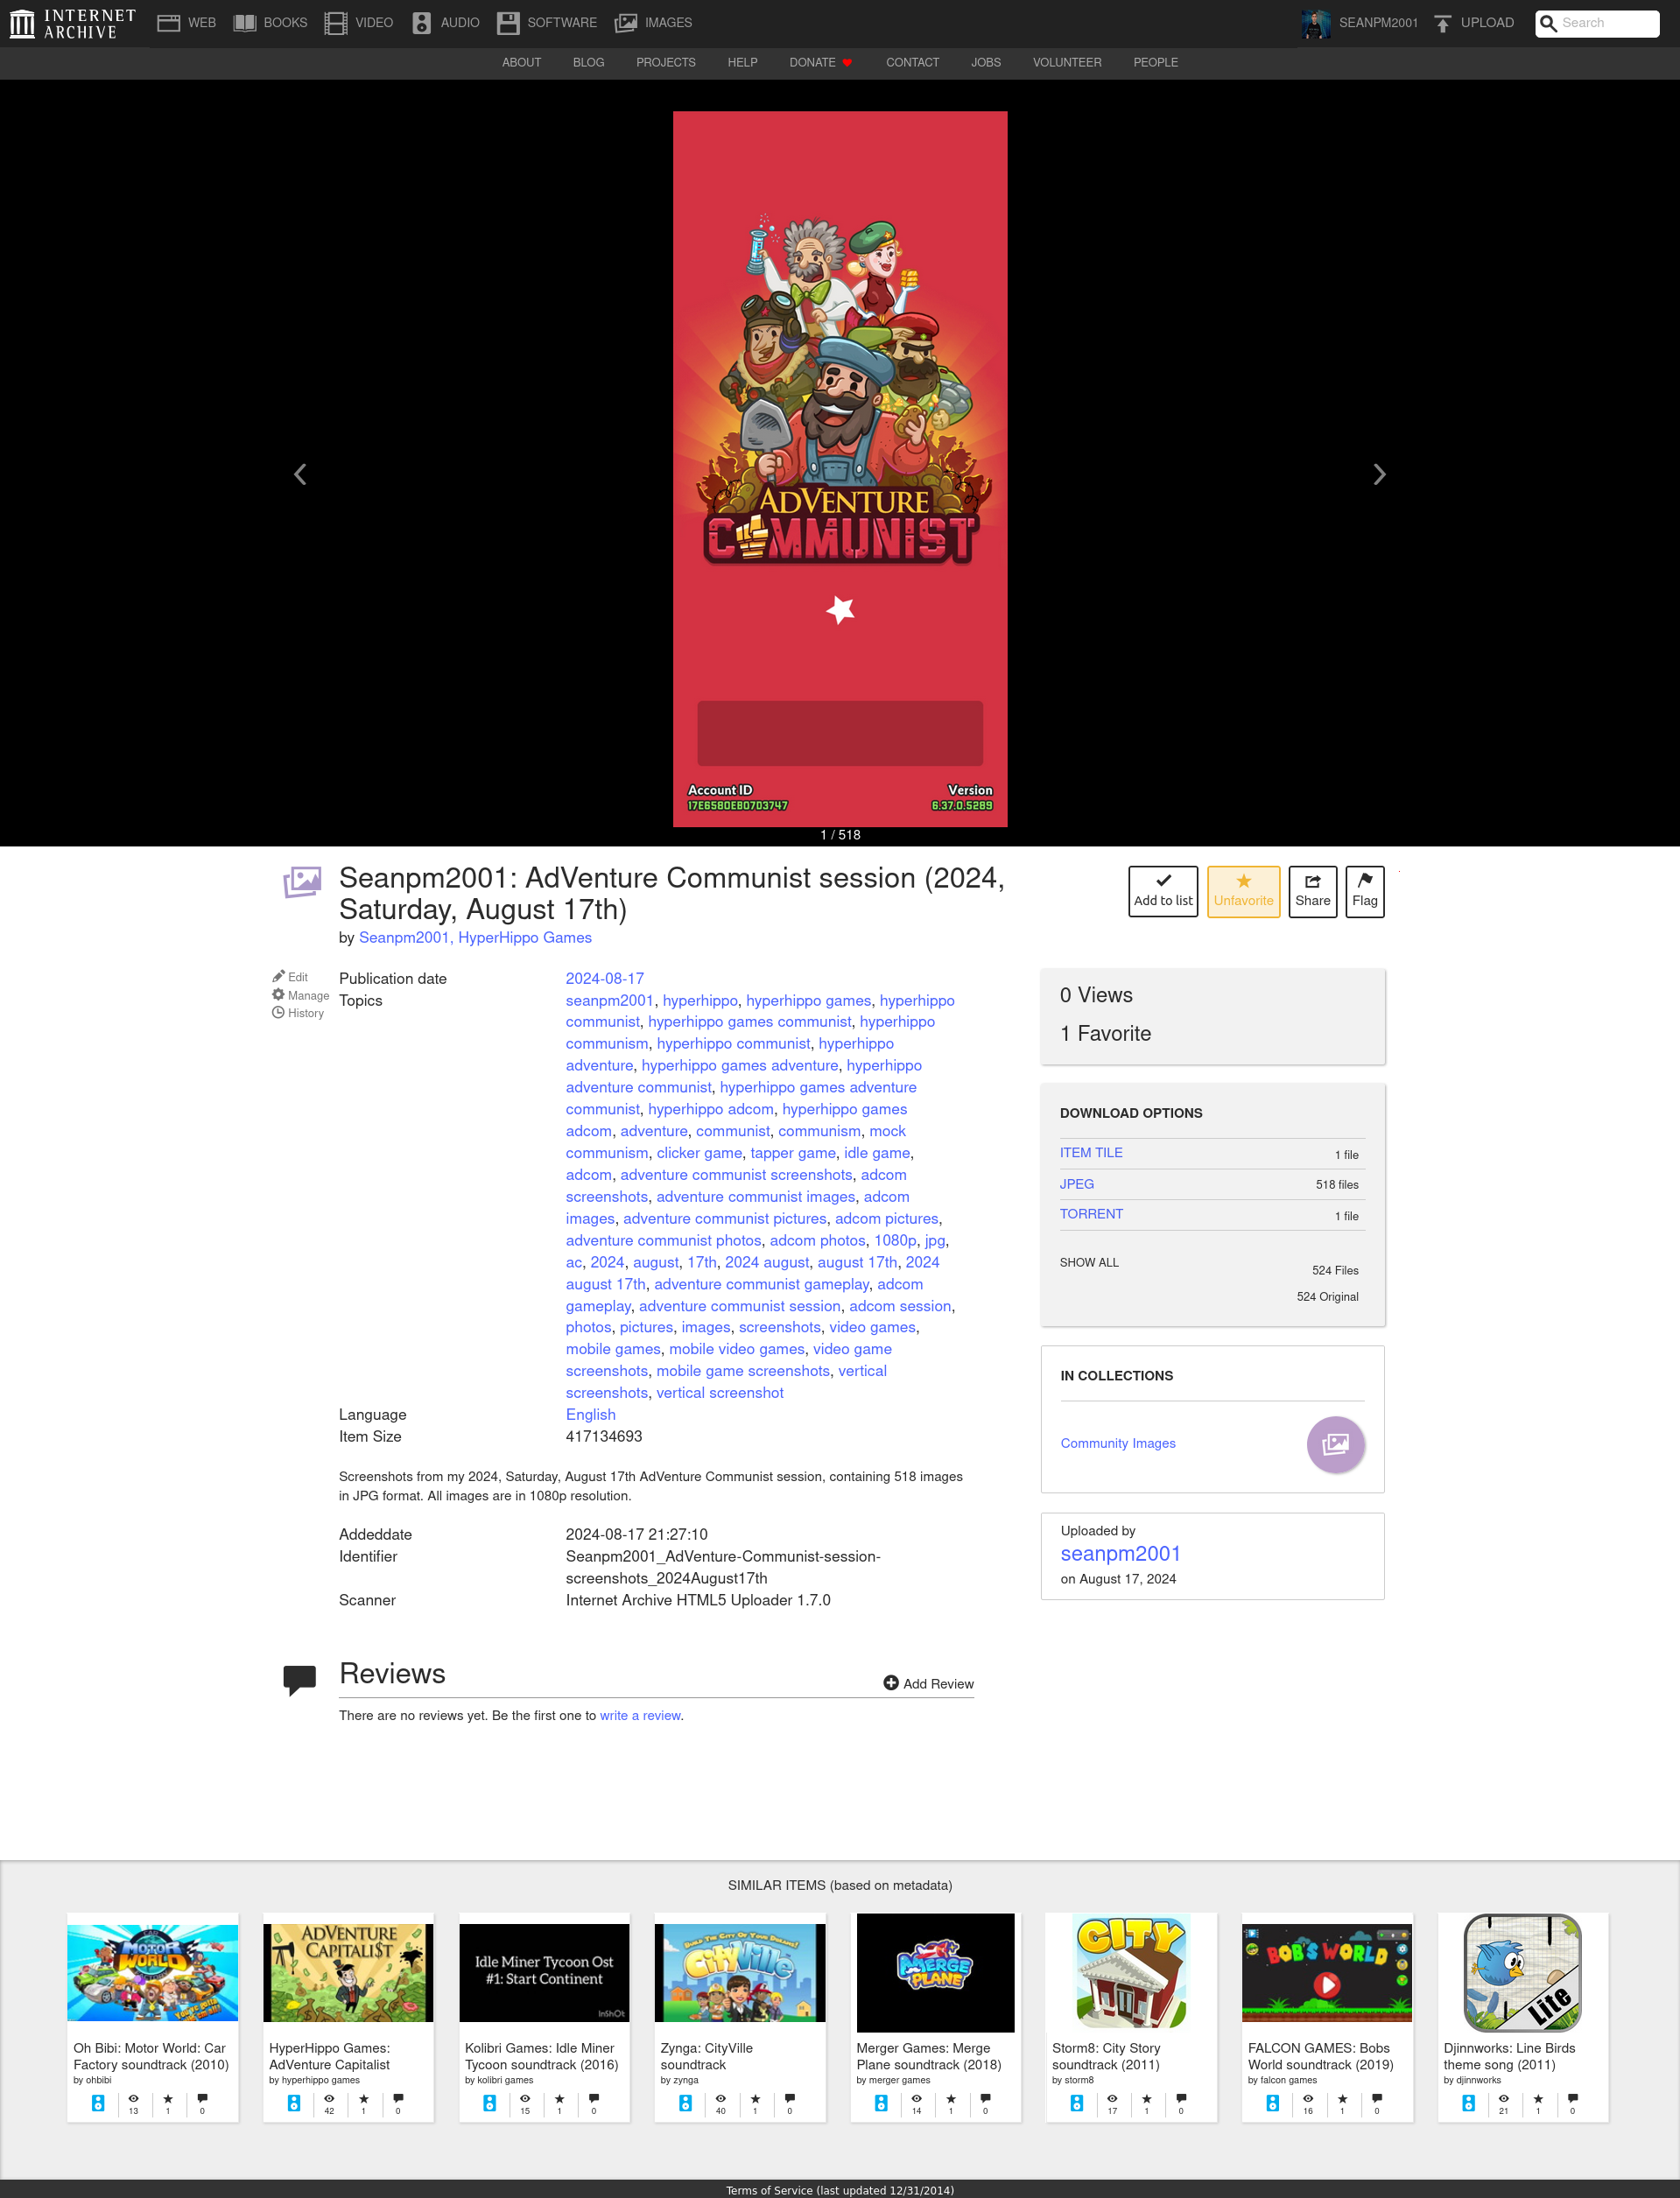 INTERNET
ARCHIVE
WEB BOOKS VIDEO AUDIO SOFTWARE IMAGES SEANPM2001 UPLOAD Search
ABOUT BLOG PROJECTS HELP DONATE CONTACT JOBS VOLUNTEER PEOPLE
ADVENTURE
COMMUNIST
Account ID Version
17E65B0EBD7D3747 6.37.0.5289
1 / 518
Seanpm2001: AdVenture Communist session (2024,
Saturday, August 17th)
by Seanpm2001, HyperHippo Games
Add to list Unfavorite Share Flag
Edit
Manage
History
Publication date 2024-08-17
Topics seanpm2001, hyperhippo, hyperhippo games, hyperhippo
communist, hyperhippo games communist, hyperhippo
communism, hyperhippo communist, hyperhippo
adventure, hyperhippo games adventure, hyperhippo
adventure communist, hyperhippo games adventure
communist, hyperhippo adcom, hyperhippo games
adcom, adventure, communist, communism, mock
communism, clicker game, tapper game, idle game,
adcom, adventure communist screenshots, adcom
screenshots, adventure communist images, adcom
images, adventure communist pictures, adcom pictures,
adventure communist photos, adcom photos, 1080p, jpg,
ac, 2024, august, 17th, 2024 august, august 17th, 2024
august 17th, adventure communist gameplay, adcom
gameplay, adventure communist session, adcom session,
photos, pictures, images, screenshots, video games,
mobile games, mobile video games, video game
screenshots, mobile game screenshots, vertical
screenshots, vertical screenshot
Language English
Item Size 417134693
Screenshots from my 2024, Saturday, August 17th AdVenture Communist session, containing 518 images
in JPG format. All images are in 1080p resolution.
Addeddate 2024-08-17 21:27:10
Identifier Seanpm2001_AdVenture-Communist-session-
screenshots_2024August17th
Scanner Internet Archive HTML5 Uploader 1.7.0
0 Views
1 Favorite
DOWNLOAD OPTIONS
ITEM TILE 1 file
JPEG 518 files
TORRENT 1 file
SHOW ALL 524 Files
524 Original
IN COLLECTIONS
Community Images
Uploaded by
seanpm2001
on August 17, 2024
Reviews
Add Review
There are no reviews yet. Be the first one to write a review.
SIMILAR ITEMS (based on metadata)
MOTOR
WORLD
Oh Bibi: Motor World: Car
Factory soundtrack (2010)
by ohbibi
13 1 0
ADVENTURE
CAPITALI$T
HyperHippo Games:
AdVenture Capitalist
by hyperhippo games
42 1 0
Idle Miner Tycoon Ost
#1: Start Continent
InShOt
Kolibri Games: Idle Miner
Tycoon soundtrack (2016)
by kolibri games
15 1 0
Build The City Of Your Dreams!
CityVille
Zynga: CityVille
soundtrack
by zynga
40 1 0
MERGE
PLANE
Merger Games: Merge
Plane soundtrack (2018)
by merger games
14 1 0
CITY
Storm8: City Story
soundtrack (2011)
by storm8
17 1 0
BOB'S WORLD
FALCON GAMES: Bobs
World soundtrack (2019)
by falcon games
16 1 0
Lite
Djinnworks: Line Birds
theme song (2011)
by djinnworks
21 1 0
Terms of Service (last updated 12/31/2014)